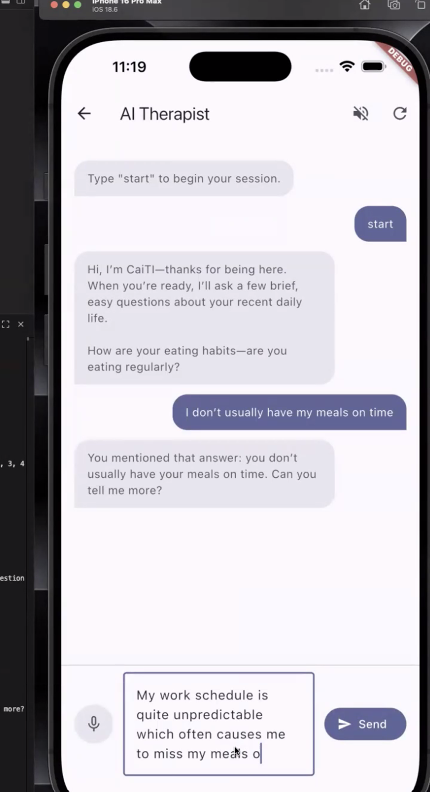 iPhone 16 Pro Max
iOS 18.6
11:19
DEBUG
AI Therapist
Type "start" to begin your session.
start
Hi, I'm CaiTI—thanks for being here.
When you're ready, I'll ask a few brief,
easy questions about your recent daily
life.
How are your eating habits—are you
eating regularly?
I don't usually have my meals on time
You mentioned that answer: you don't
usually have your meals on time. Can you
tell me more?
, 3, 4
estion
more?
My work schedule is
quite unpredictable
which often causes me
to miss my meals o
Send